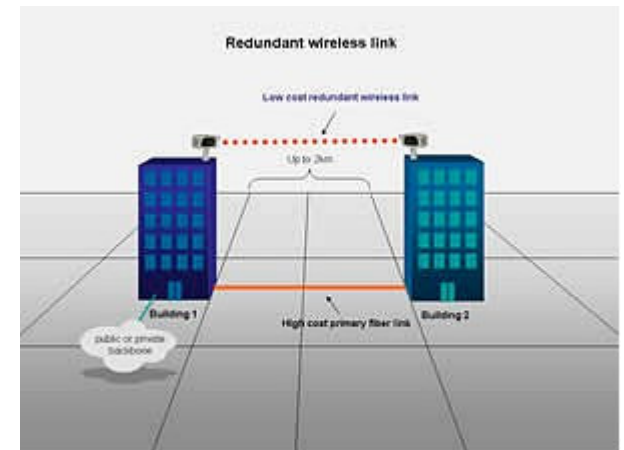 Redundant wireless link
Low cost redundant wireless link
Up to 2km
Building 1
Building 2
High cost primary fiber link
public or private
backbone